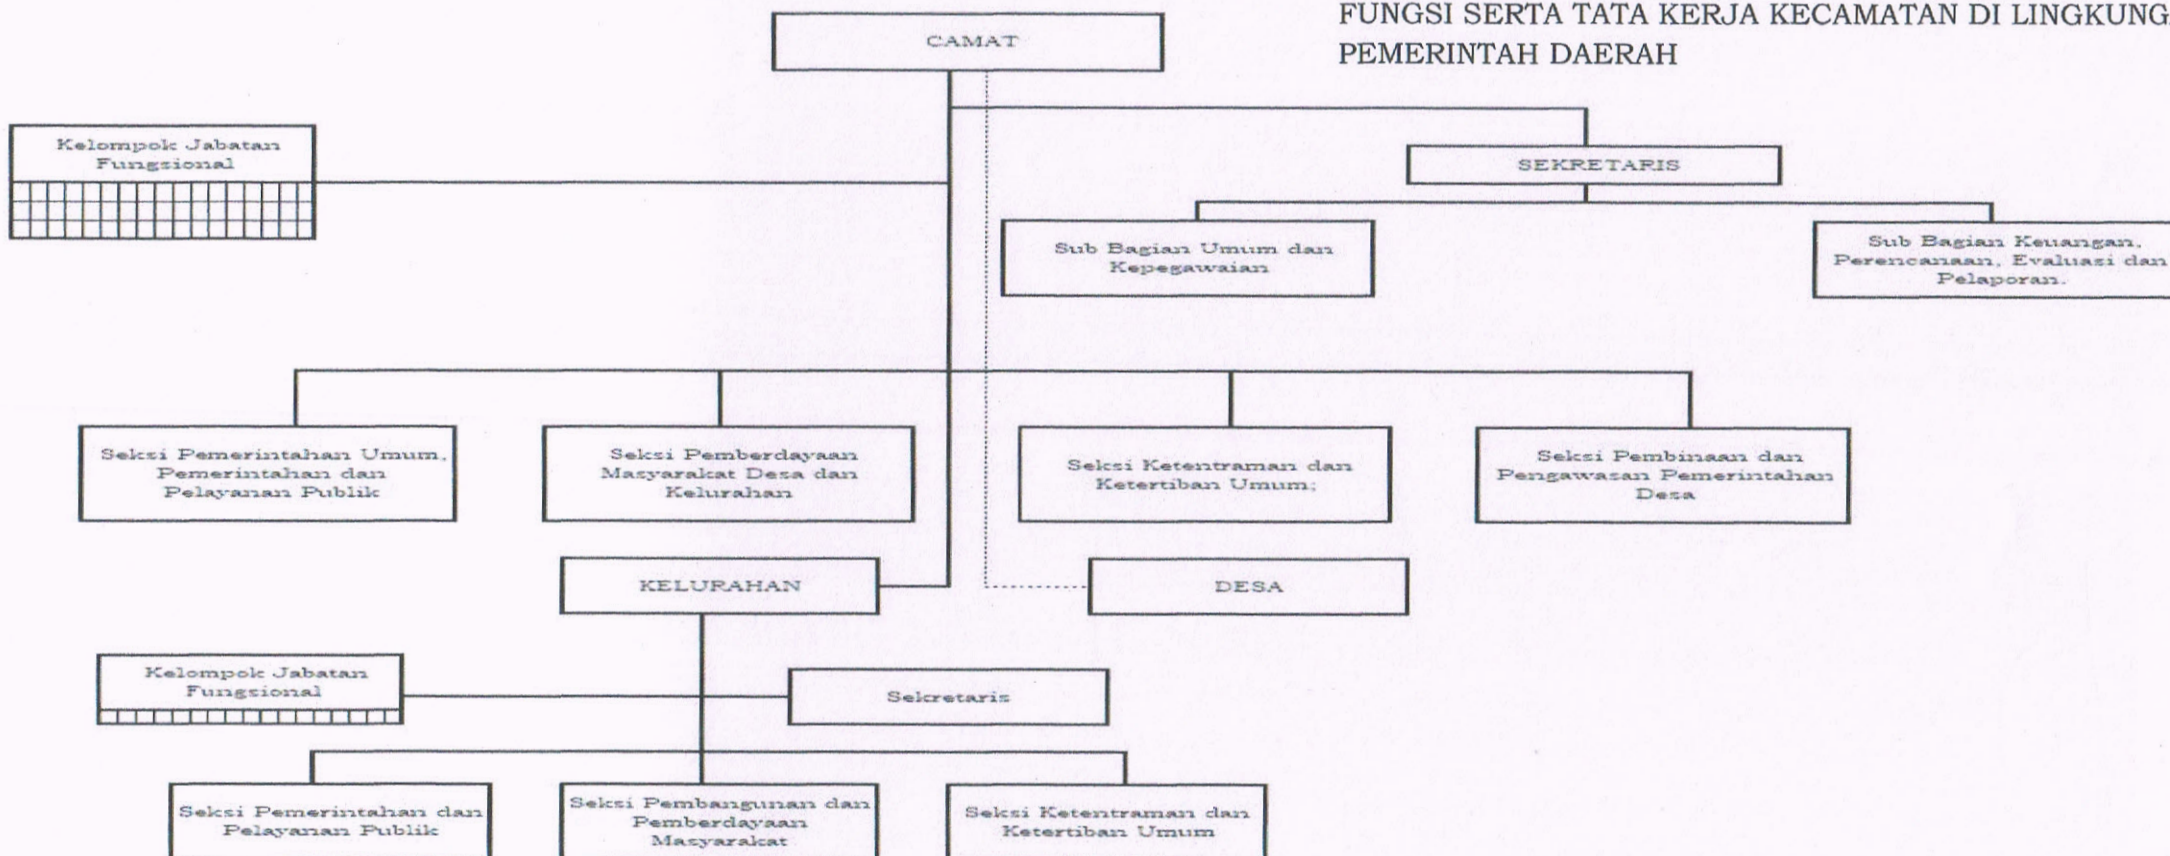 FUNGSI SERTA TATA KERJA KECAMATAN DI LINGKUNG
PEMERINTAH DAERAH
CAMAT
Kelompok Jabatan
Fungsional
SEKRETARIS
Sub Bagian Umum dan
Kepegawaian
Sub Bagian Keuangan,
Perencanaan, Evaluasi dan
Pelaporan.
Seksi Pemerintahan Umum,
Pemerintahan dan
Pelayanan Publik
Seksi Pemberdayaan
Masyarakat Desa dan
Kelurahan
Seksi Ketentraman dan
Ketertiban Umum;
Seksi Pembinaan dan
Pengawasan Pemerintahan
Desa
KELURAHAN
DESA
Kelompok Jabatan
Fungsional
Sekretaris
Seksi Pemerintahan dan
Pelayanan Publik
Seksi Pembangunan dan
Pemberdayaan
Masyarakat
Seksi Ketentraman dan
Ketertiban Umum